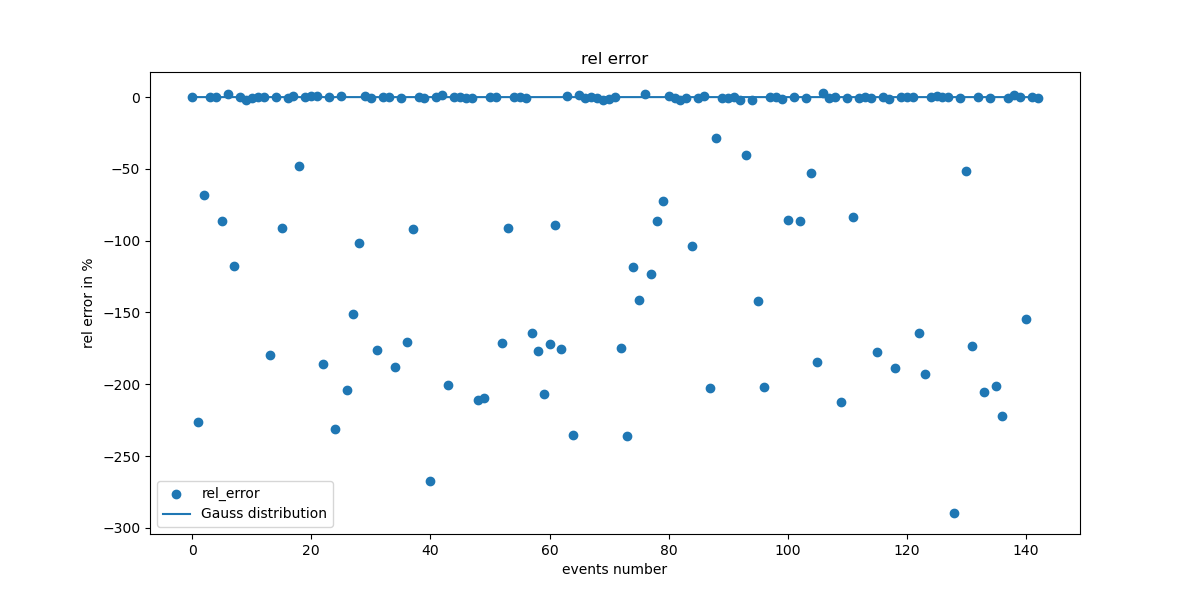 rel error
rel error in %
0
−50
−100
−150
−200
−250
−300
rel_error
Gauss distribution
0 20 40 60 80 100 120 140
events number